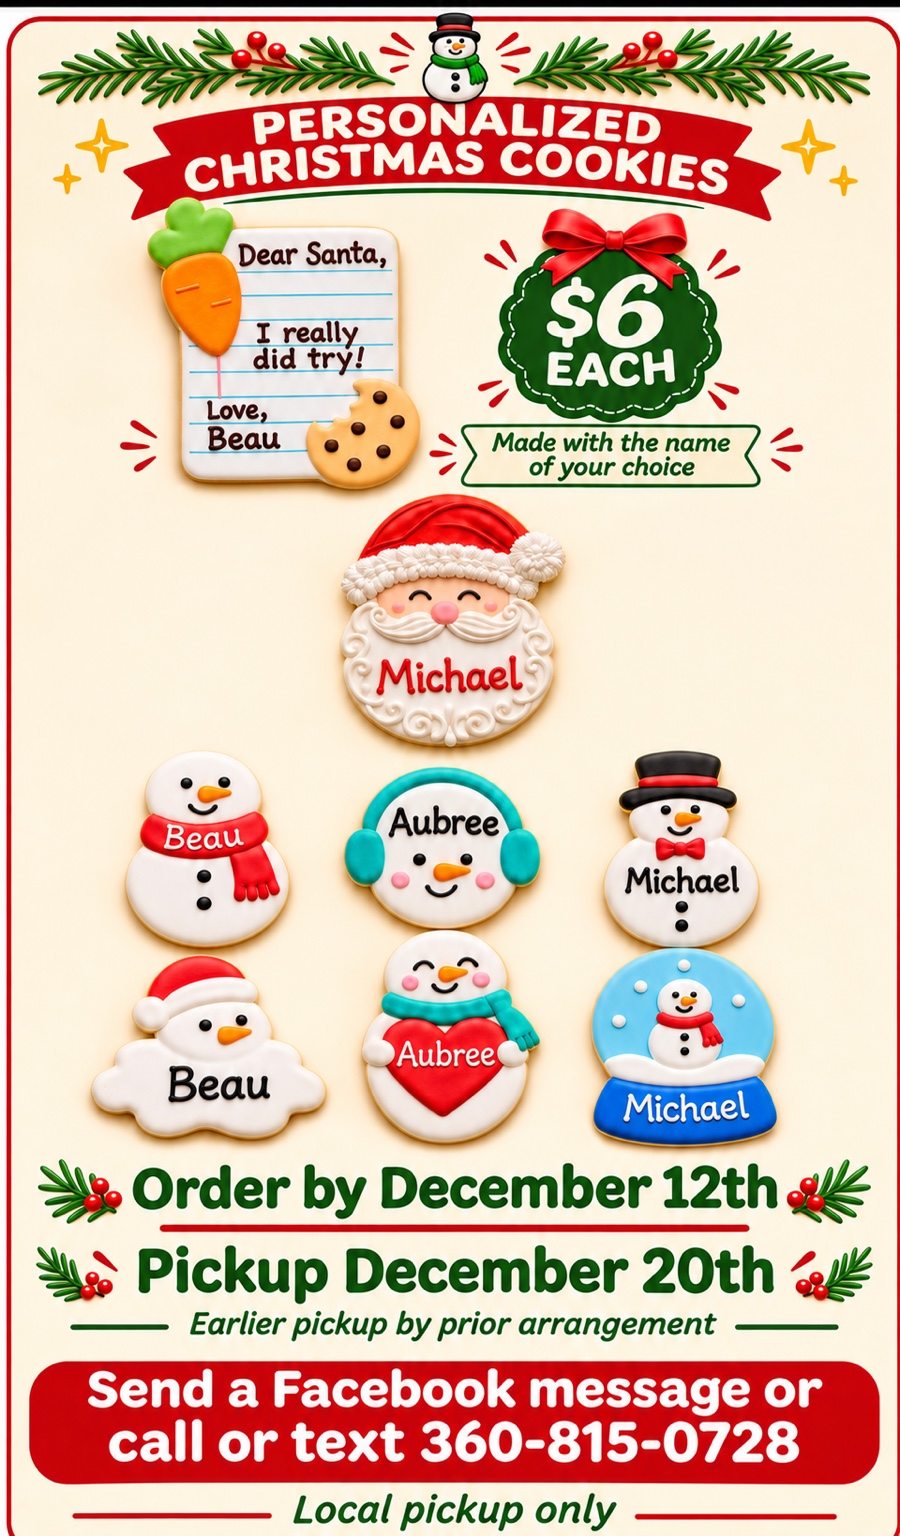 PERSONALIZED
CHRISTMAS COOKIES
Dear Santa,
I really
did try!
Love,
Beau
$6
EACH
Made with the name
of your choice
Michael
Beau
Aubree
Michael
Beau
Aubree
Michael
Order by December 12th
Pickup December 20th
Earlier pickup by prior arrangement
Send a Facebook message or
call or text 360-815-0728
Local pickup only